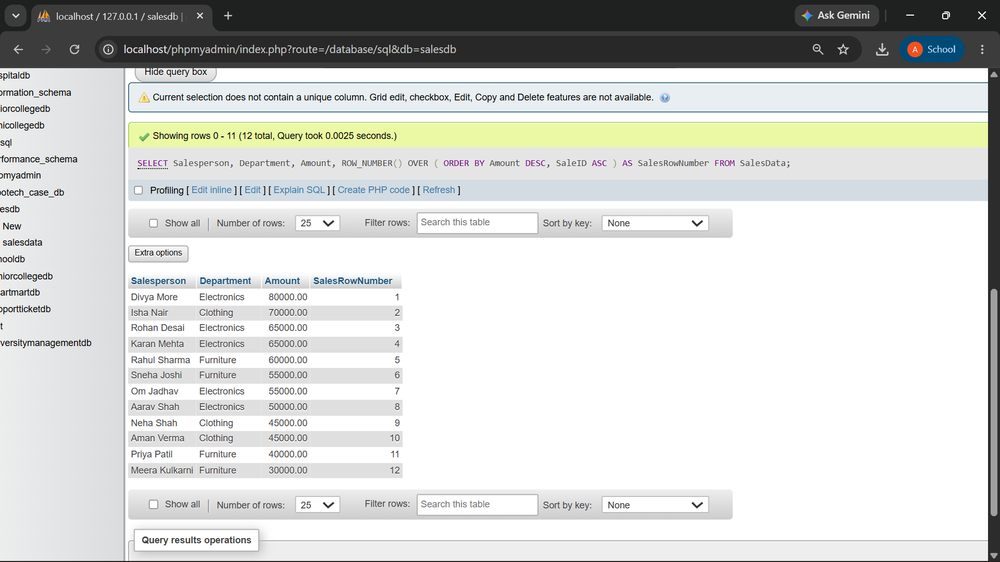 localhost / 127.0.0.1 / salesdb |
Ask Gemini
localhost/phpmyadmin/index.php?route=/database/sql&db=salesdb
A School
spitaldb
ormation_schema
iorcollegedb
nicollegedb
sql
rformance_schema
omyadmin
ootech_case_db
esdb
New
salesdata
hooldb
niorcollegedb
artmartdb
pportticketdb
t
versitymanagementdb
Hide query box
Current selection does not contain a unique column. Grid edit, checkbox, Edit, Copy and Delete features are not available.
Showing rows 0 - 11 (12 total, Query took 0.0025 seconds.)
SELECT Salesperson, Department, Amount, ROW_NUMBER() OVER ( ORDER BY Amount DESC, SaleID ASC ) AS SalesRowNumber FROM SalesData;
Profiling [ Edit inline ] [ Edit ] [ Explain SQL ] [ Create PHP code ] [ Refresh ]
Show all | Number of rows: 25 Filter rows: Search this table Sort by key: None
Extra options
Salesperson Department Amount SalesRowNumber
Divya More Electronics 80000.00 1
Isha Nair Clothing 70000.00 2
Rohan Desai Electronics 65000.00 3
Karan Mehta Electronics 65000.00 4
Rahul Sharma Furniture 60000.00 5
Sneha Joshi Furniture 55000.00 6
Om Jadhav Electronics 55000.00 7
Aarav Shah Electronics 50000.00 8
Neha Shah Clothing 45000.00 9
Aman Verma Clothing 45000.00 10
Priya Patil Furniture 40000.00 11
Meera Kulkarni Furniture 30000.00 12
Show all | Number of rows: 25 Filter rows: Search this table Sort by key: None
Query results operations